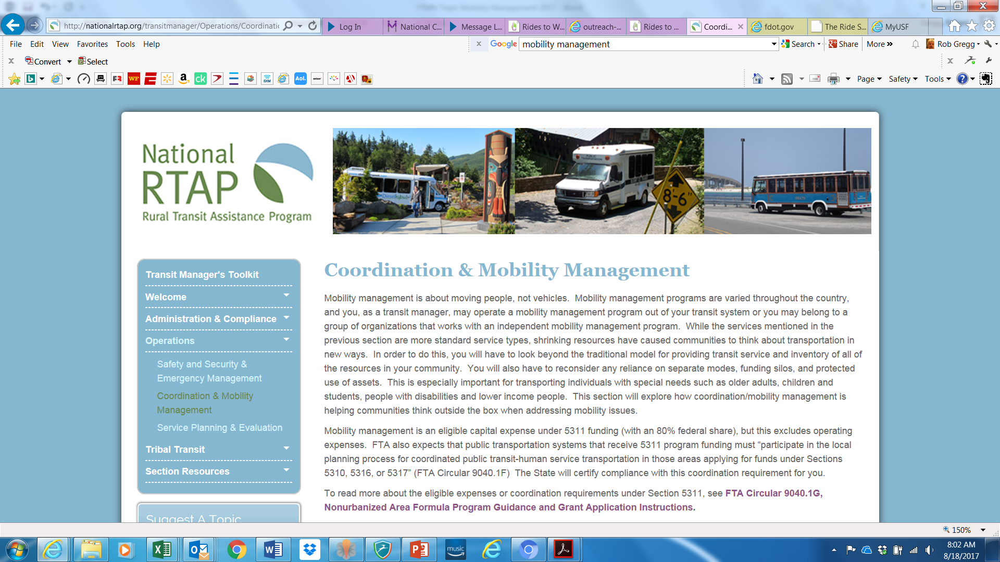 http://nationalrtap.org/transitmanager/Operations/Coordinatic
Log In
National C...
Message L...
Rides to W...
outreach-...
Rides to ...
Coordi...
fdot.gov
The Ride S...
MyUSF
File Edit View Favorites Tools Help
Google mobility management Search Share More Rob Gregg
Convert Select
Page Safety Tools
National
RTAP
Rural Transit Assistance Program
PUBLIC
TRANSPORTATION
8'-6"
Transit Manager's Toolkit
Welcome
Administration & Compliance
Operations
Safety and Security &
Emergency Management
Coordination & Mobility
Management
Service Planning & Evaluation
Tribal Transit
Section Resources
Suggest A Topic
Coordination & Mobility Management
Mobility management is about moving people, not vehicles. Mobility management programs are varied throughout the country,
and you, as a transit manager, may operate a mobility management program out of your transit system or you may belong to a
group of organizations that works with an independent mobility management program. While the services mentioned in the
previous section are more standard service types, shrinking resources have caused communities to think about transportation in
new ways. In order to do this, you will have to look beyond the traditional model for providing transit service and inventory of all of
the resources in your community. You will also have to reconsider any reliance on separate modes, funding silos, and protected
use of assets. This is especially important for transporting individuals with special needs such as older adults, children and
students, people with disabilities and lower income people. This section will explore how coordination/mobility management is
helping communities think outside the box when addressing mobility issues.
Mobility management is an eligible capital expense under 5311 funding (with an 80% federal share), but this excludes operating
expenses. FTA also expects that public transportation systems that receive 5311 program funding must “participate in the local
planning process for coordinated public transit-human service transportation in those areas applying for funds under Sections
5310, 5316, or 5317” (FTA Circular 9040.1F) The State will certify compliance with this coordination requirement for you.
To read more about the eligible expenses or coordination requirements under Section 5311, see FTA Circular 9040.1G,
Nonurbanized Area Formula Program Guidance and Grant Application Instructions.
150%
music
8:02 AM
8/18/2017